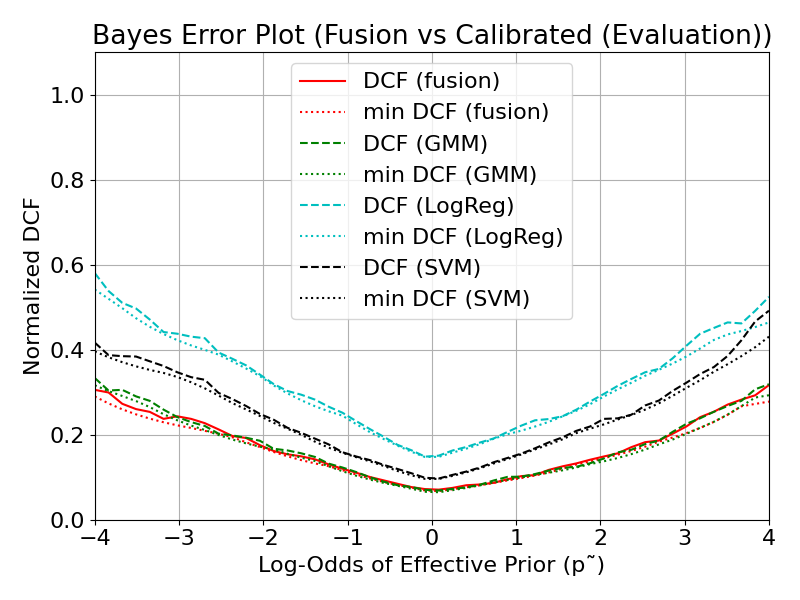 Bayes Error Plot (Fusion vs Calibrated (Evaluation))
DCF (fusion)
min DCF (fusion)
DCF (GMM)
min DCF (GMM)
DCF (LogReg)
min DCF (LogReg)
DCF (SVM)
min DCF (SVM)
Normalized DCF
1.0
0.8
0.6
0.4
0.2
0.0
−4 −3 −2 −1 0 1 2 3 4
Log-Odds of Effective Prior (p˜)